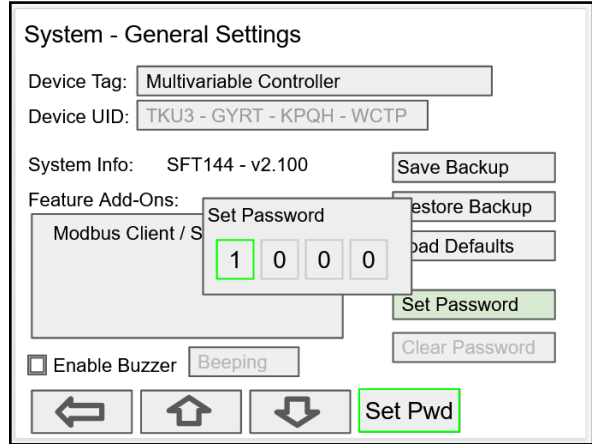 System - General Settings
Device Tag: Multivariable Controller
Device UID: TKU3 - GYRT - KPQH - WCTP
System Info: SFT144 - v2.100
Save Backup
Feature Add-Ons:
estore Backup
Modbus Client / S
oad Defaults
Set Password
1 0 0 0
Set Password
Clear Password
Enable Buzzer Beeping
Set Pwd